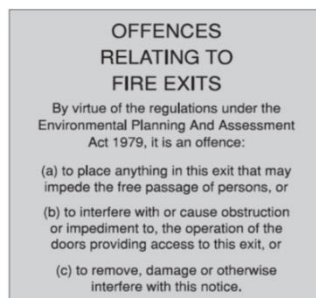 OFFENCES
RELATING TO
FIRE EXITS
By virtue of the regulations under the
Environmental Planning And Assessment
Act 1979, it is an offence:
(a) to place anything in this exit that may
impede the free passage of persons, or
(b) to interfere with or cause obstruction
or impediment to, the operation of the
doors providing access to this exit, or
(c) to remove, damage or otherwise
interfere with this notice.